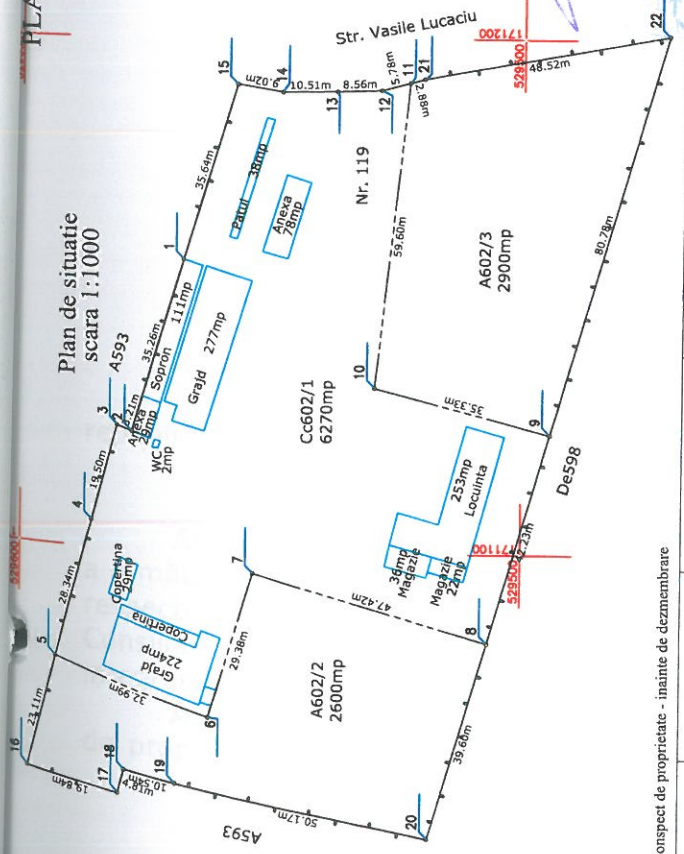 PLA
Plan de situatie
scara 1:1000
Str. Vasile Lucaciu
171200
529500
529600
171100
529500
A593
A593
De598
Nr. 119
Cc602/1
6270mp
A602/2
2600mp
A602/3
2900mp
Patul 38mp
Anexa
78mp
Sopron 111mp
Grajd 277mp
Anexa
29mp
WC
2mp
Copertina
29mp
Copertina
Grajd
224mp
36mp
Magazie
Magazie
22mp
253mp
Locuinta
1
2
3
4
5
6
7
8
9
10
11
12
13
14
15
16
17
18
19
20
21
22
9.02m
10.51m
8.56m
5.78m
2.88m
48.52m
35.64m
35.26m
19.50m
28.34m
23.11m
19.84m
4.81m
10.54m
50.17m
39.60m
80.78m
35.33m
59.60m
47.42m
29.38m
32.99m
onspect de proprietate - inainte de dezmembrare